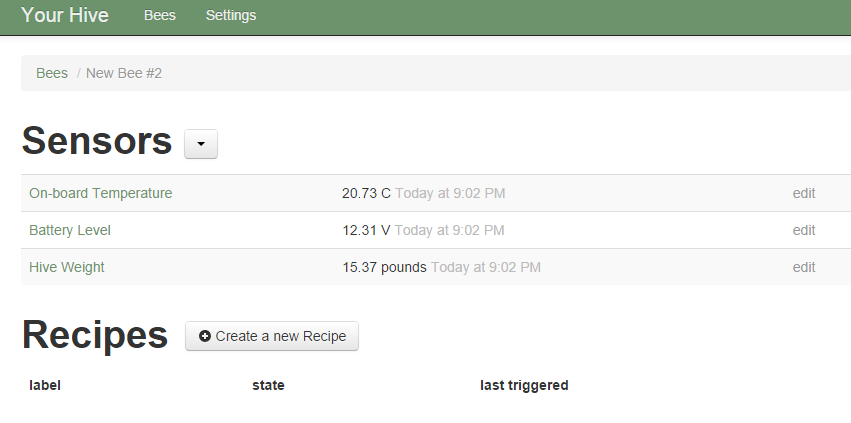 Your Hive Bees Settings
Bees / New Bee #2
Sensors
On-board Temperature 20.73 C Today at 9:02 PM edit
Battery Level 12.31 V Today at 9:02 PM edit
Hive Weight 15.37 pounds Today at 9:02 PM edit
Recipes Create a new Recipe
label state last triggered